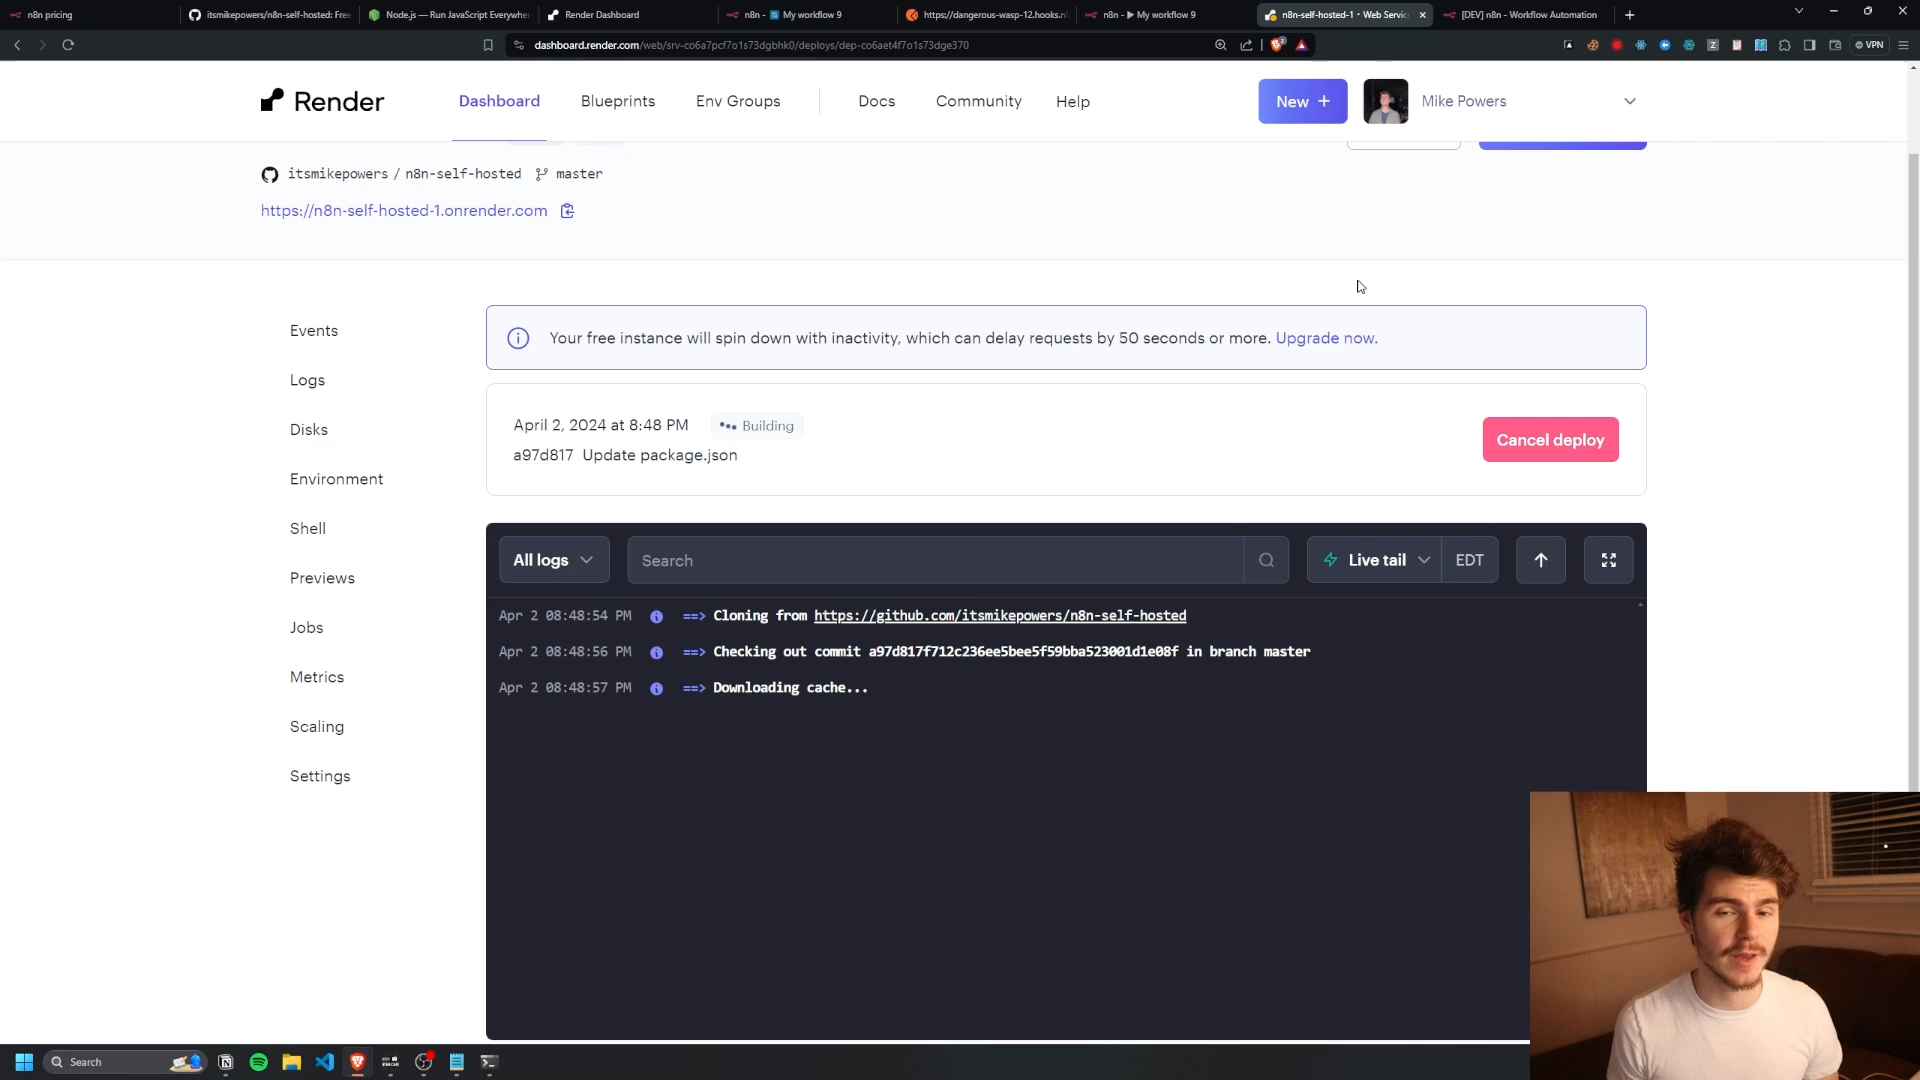 n8n pricing
itsmikepowers/n8n-self-hosted: Free
Node.js — Run JavaScript Everywhere
Render Dashboard
n8n - My workflow 9
https://dangerous-wasp-12.hooks.n
n8n - ▶ My workflow 9
n8n-self-hosted-1 • Web Servic
[DEV] n8n - Workflow Automation
dashboard.render.com/web/srv-co6a7pcf7o1s73dgbhk0/deploys/dep-co6aet4f7o1s73dge370
VPN
Render
Dashboard
Blueprints
Env Groups
Docs
Community
Help
New +
Mike Powers
itsmikepowers / n8n-self-hosted master
https://n8n-self-hosted-1.onrender.com
Events
Logs
Disks
Environment
Shell
Previews
Jobs
Metrics
Scaling
Settings
Your free instance will spin down with inactivity, which can delay requests by 50 seconds or more. Upgrade now.
April 2, 2024 at 8:48 PM Building
a97d817 Update package.json
Cancel deploy
All logs
Search
Live tail
EDT
Apr 2 08:48:54 PM ==> Cloning from https://github.com/itsmikepowers/n8n-self-hosted
Apr 2 08:48:56 PM ==> Checking out commit a97d817f712c236ee5bee5f59bba523001d1e08f in branch master
Apr 2 08:48:57 PM ==> Downloading cache...
Search